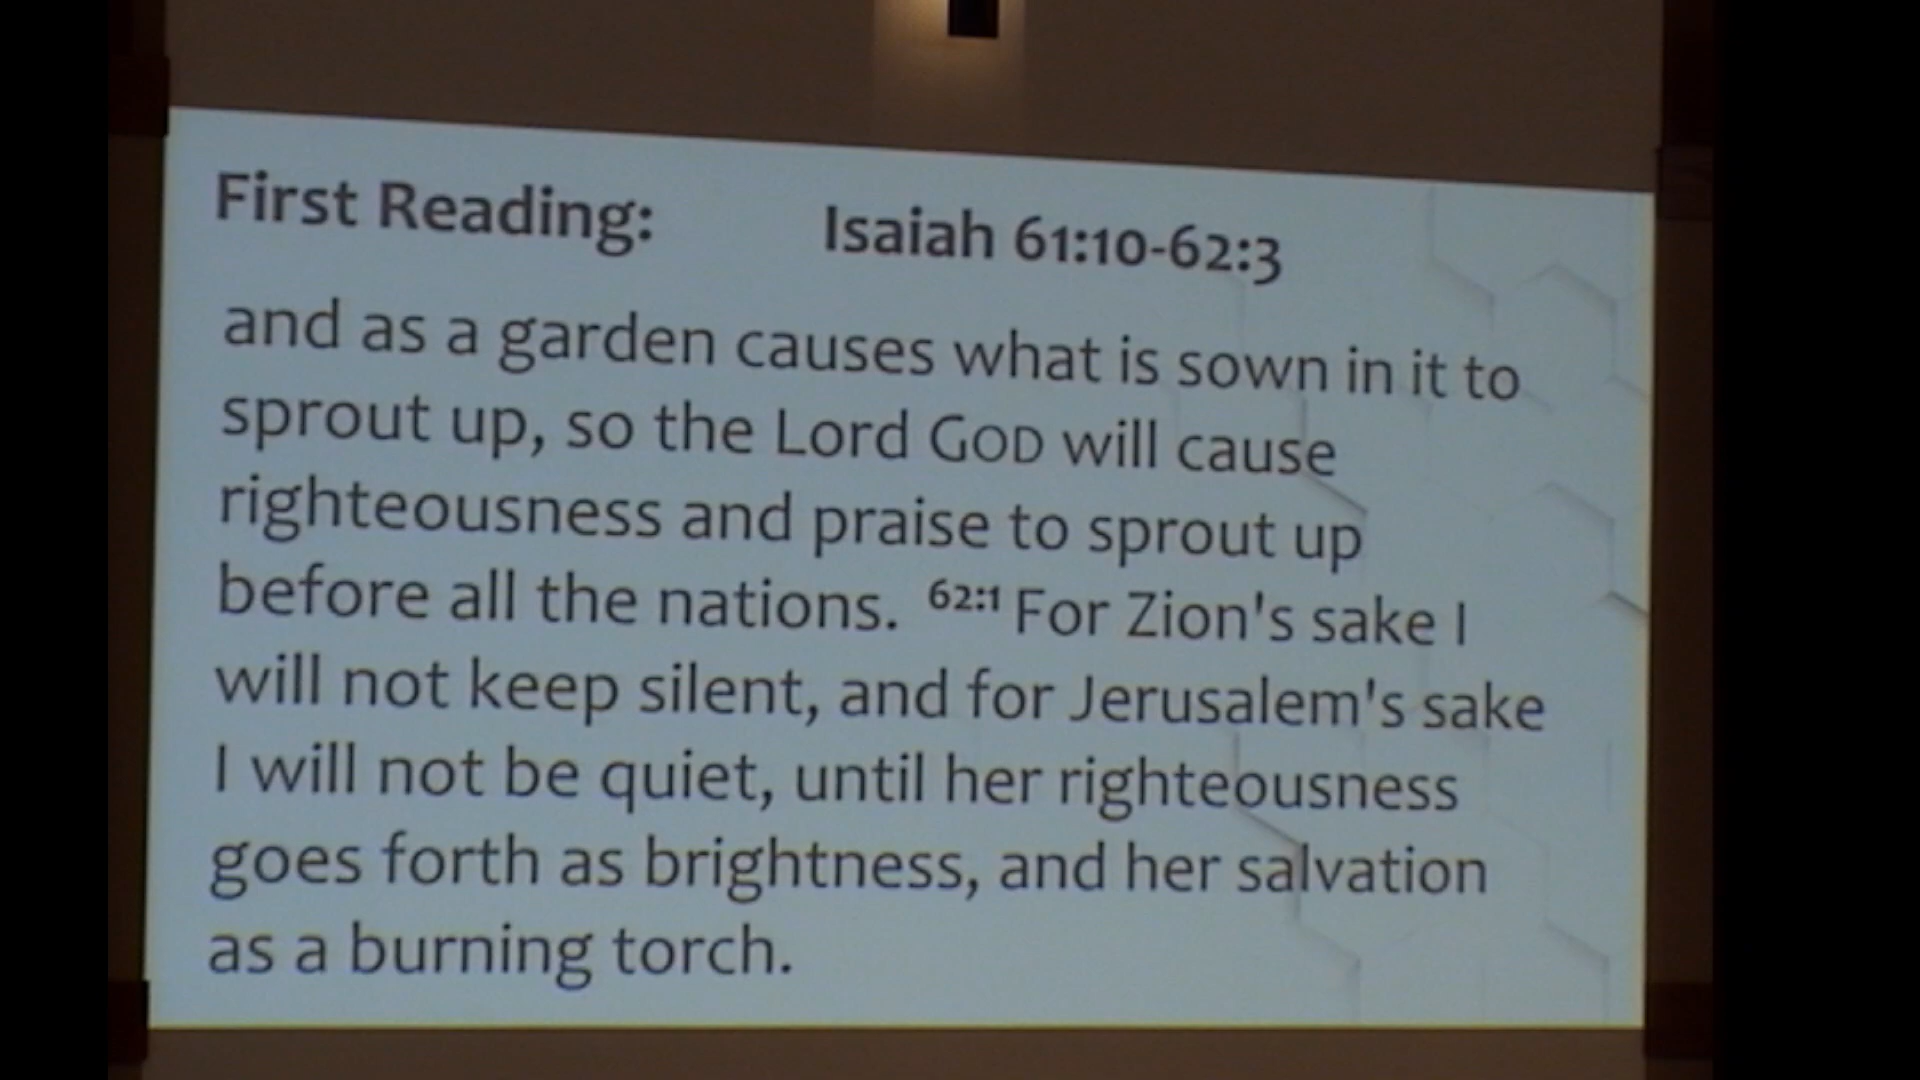 First Reading: Isaiah 61:10-62:3
and as a garden causes what is sown in it to
sprout up, so the Lord GOD will cause
righteousness and praise to sprout up
before all the nations. 62:1 For Zion's sake I
will not keep silent, and for Jerusalem's sake
I will not be quiet, until her righteousness
goes forth as brightness, and her salvation
as a burning torch.